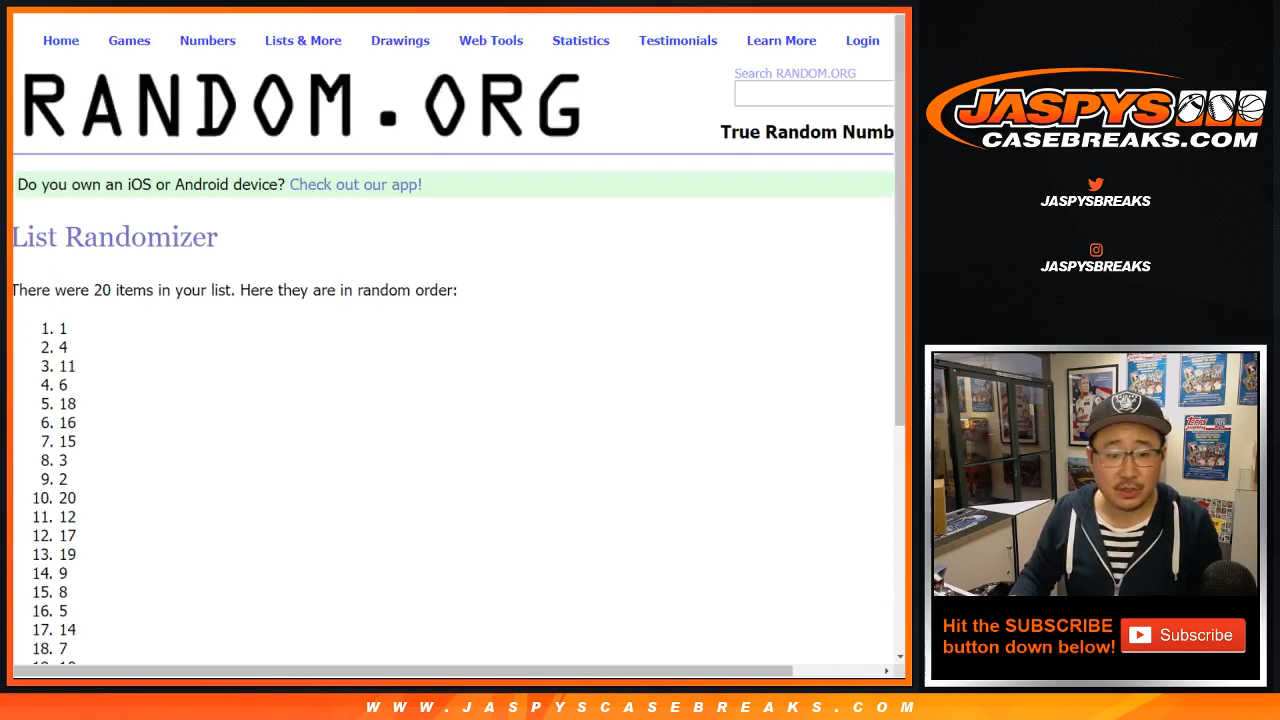 Home Games Numbers Lists & More Drawings Web Tools Statistics Testimonials Learn More Login
RANDOM.ORG
Search RANDOM.ORG
True Random Numb
Do you own an iOS or Android device? Check out our app!
List Randomizer
There were 20 items in your list. Here they are in random order:
1. 1
2. 4
3. 11
4. 6
5. 18
6. 16
7. 15
8. 3
9. 2
10. 20
11. 12
12. 17
13. 19
14. 9
15. 8
16. 5
17. 14
18. 7
JASPYS
CASEBREAKS.COM
JASPYSBREAKS
JASPYSBREAKS
Hit the SUBSCRIBE
button down below!
Subscribe
WWW.JASPYSCASEBREAKS.COM